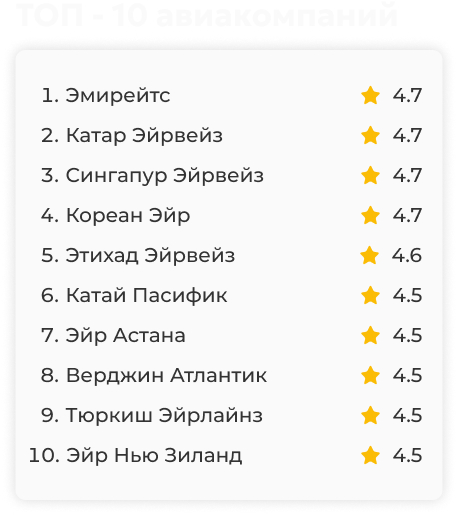 ТОП - 10 авиакомпаний
1. Эмирейтс 4.7
2. Катар Эйрвейз 4.7
3. Сингапур Эйрвейз 4.7
4. Кореан Эйр 4.7
5. Этихад Эйрвейз 4.6
6. Катай Пасифик 4.5
7. Эйр Астана 4.5
8. Верджин Атлантик 4.5
9. Тюркиш Эйрлайнз 4.5
10. Эйр Нью Зиланд 4.5